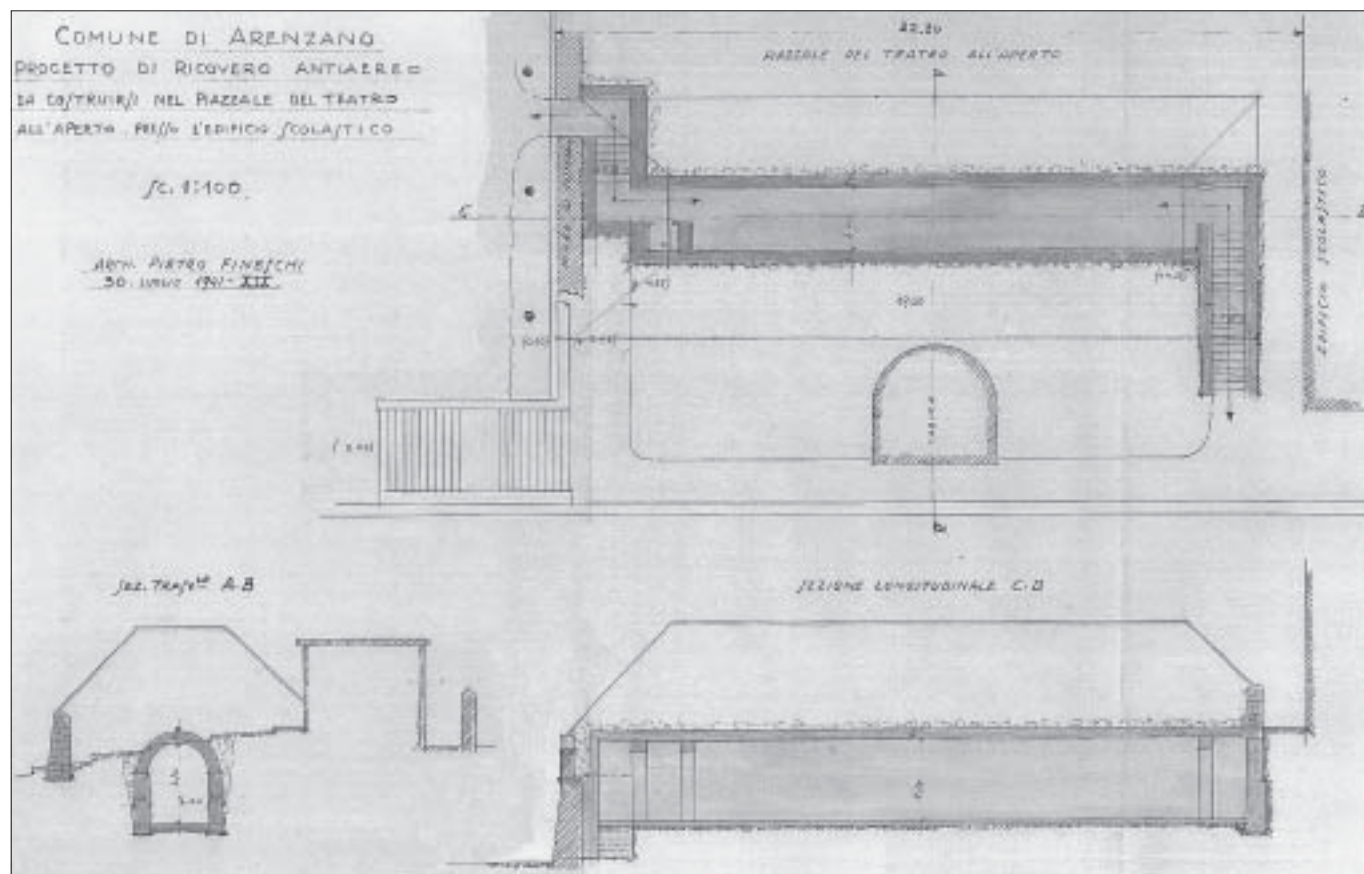 COMUNE DI ARENZANO
PROGETTO DI RICOVERO ANTIAEREO
DA COSTRUIRSI NEL PIAZZALE DEL TEATRO
ALL'APERTO PRESSO L'EDIFICIO SCOLASTICO
SC. 1:100
ARCH. PIETRO FINESCHI
30 LUGLIO 1941-XIX
22.20
PIAZZALE DEL TEATRO ALL'APERTO
A
C
EDIFICIO SCOLASTICO
B
SEZ. TRASV.LE A-B
SEZIONE LONGITUDINALE C-D